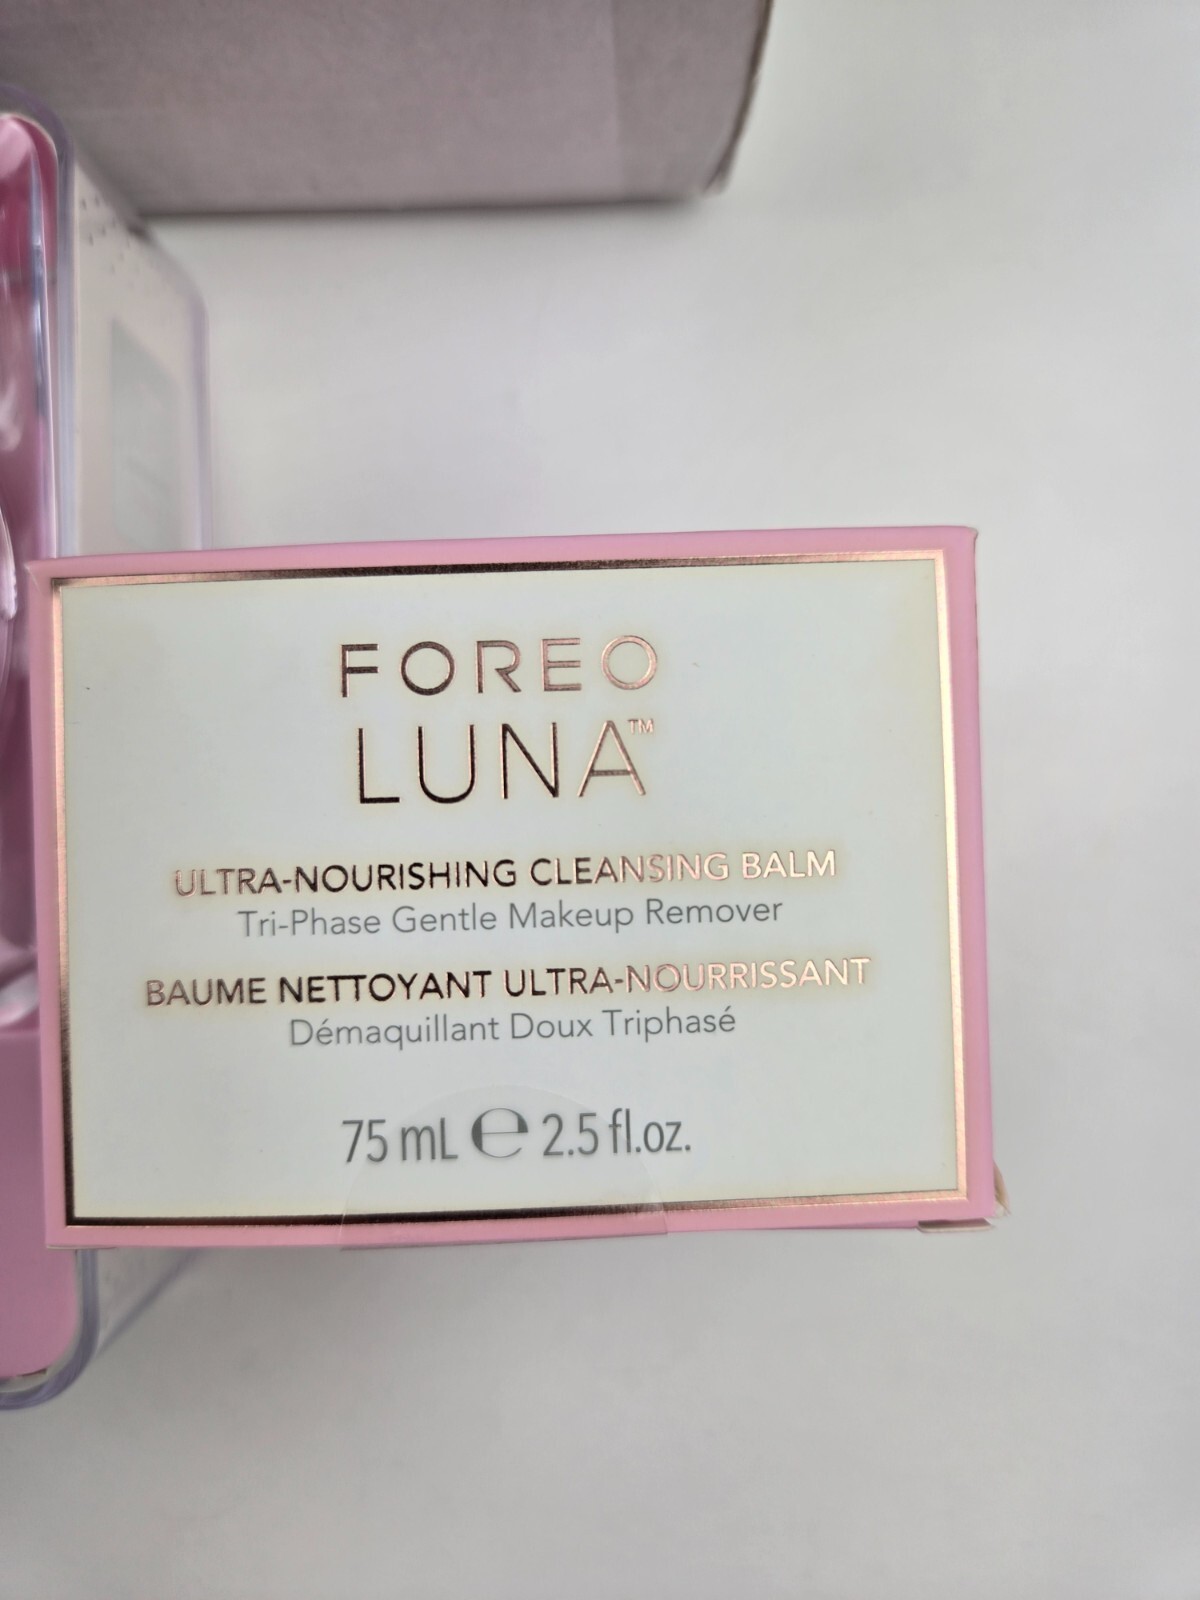 FOREO
LUNA™
ULTRA-NOURISHING CLEANSING BALM
Tri-Phase Gentle Makeup Remover
BAUME NETTOYANT ULTRA-NOURRISSANT
Démaquillant Doux Triphasé
75 mL ℮ 2.5 fl.oz.